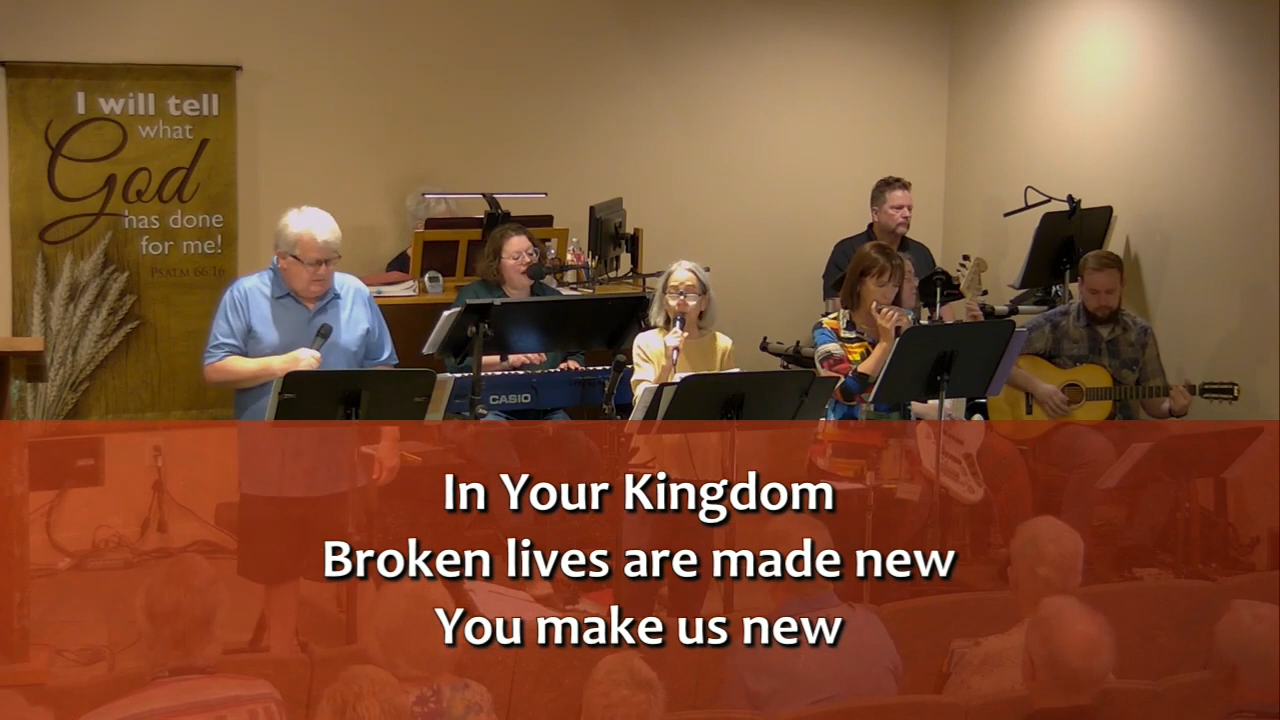 I will tell
what
God
has done
for me!
PSALM 66:16
CASIO
In Your Kingdom
Broken lives are made new
You make us new